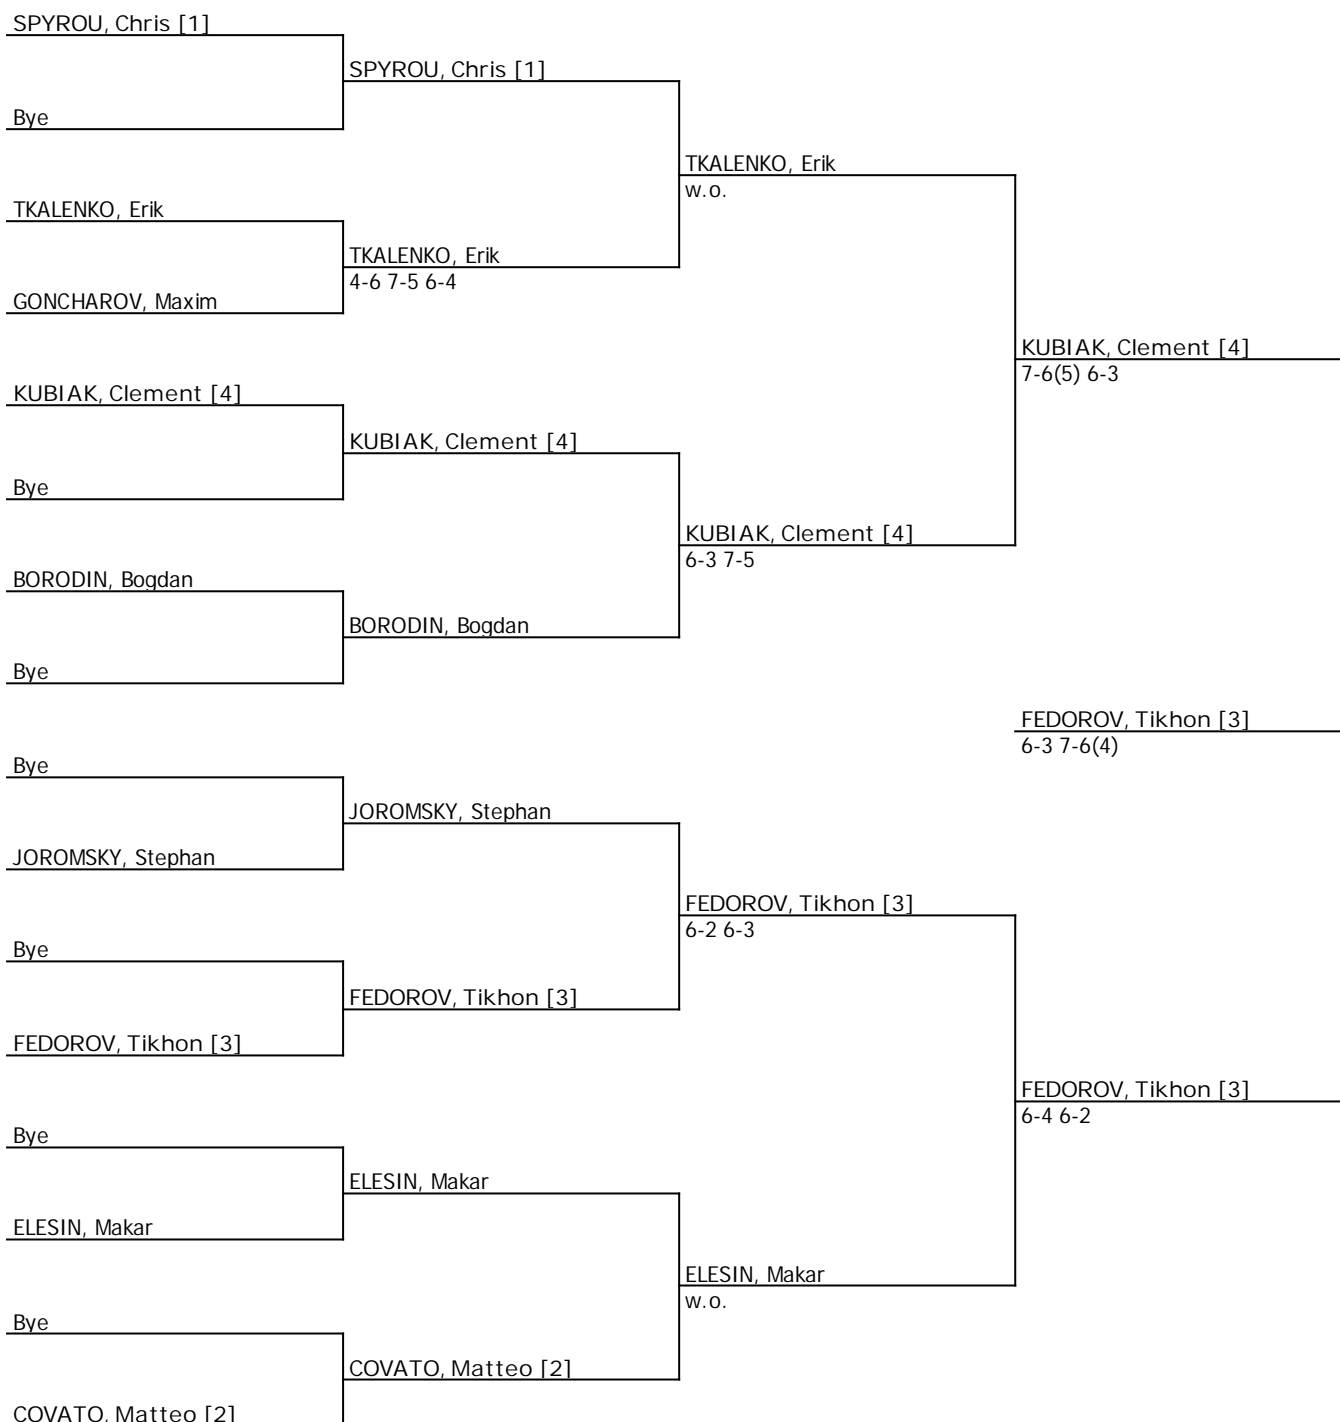 SPYROU, Chris [1]
Bye
TKALENKO, Erik
GONCHAROV, Maxim
KUBIAK, Clement [4]
Bye
BORODIN, Bogdan
Bye
Bye
JOROMSKY, Stephan
Bye
FEDOROV, Tikhon [3]
Bye
ELESIN, Makar
Bye
COVATO, Matteo [2]
SPYROU, Chris [1]
TKALENKO, Erik
4-6 7-5 6-4
KUBIAK, Clement [4]
BORODIN, Bogdan
JOROMSKY, Stephan
FEDOROV, Tikhon [3]
ELESIN, Makar
COVATO, Matteo [2]
TKALENKO, Erik
w.o.
KUBIAK, Clement [4]
6-3 7-5
FEDOROV, Tikhon [3]
6-2 6-3
ELESIN, Makar
w.o.
KUBIAK, Clement [4]
7-6(5) 6-3
FEDOROV, Tikhon [3]
6-3 7-6(4)
FEDOROV, Tikhon [3]
6-4 6-2